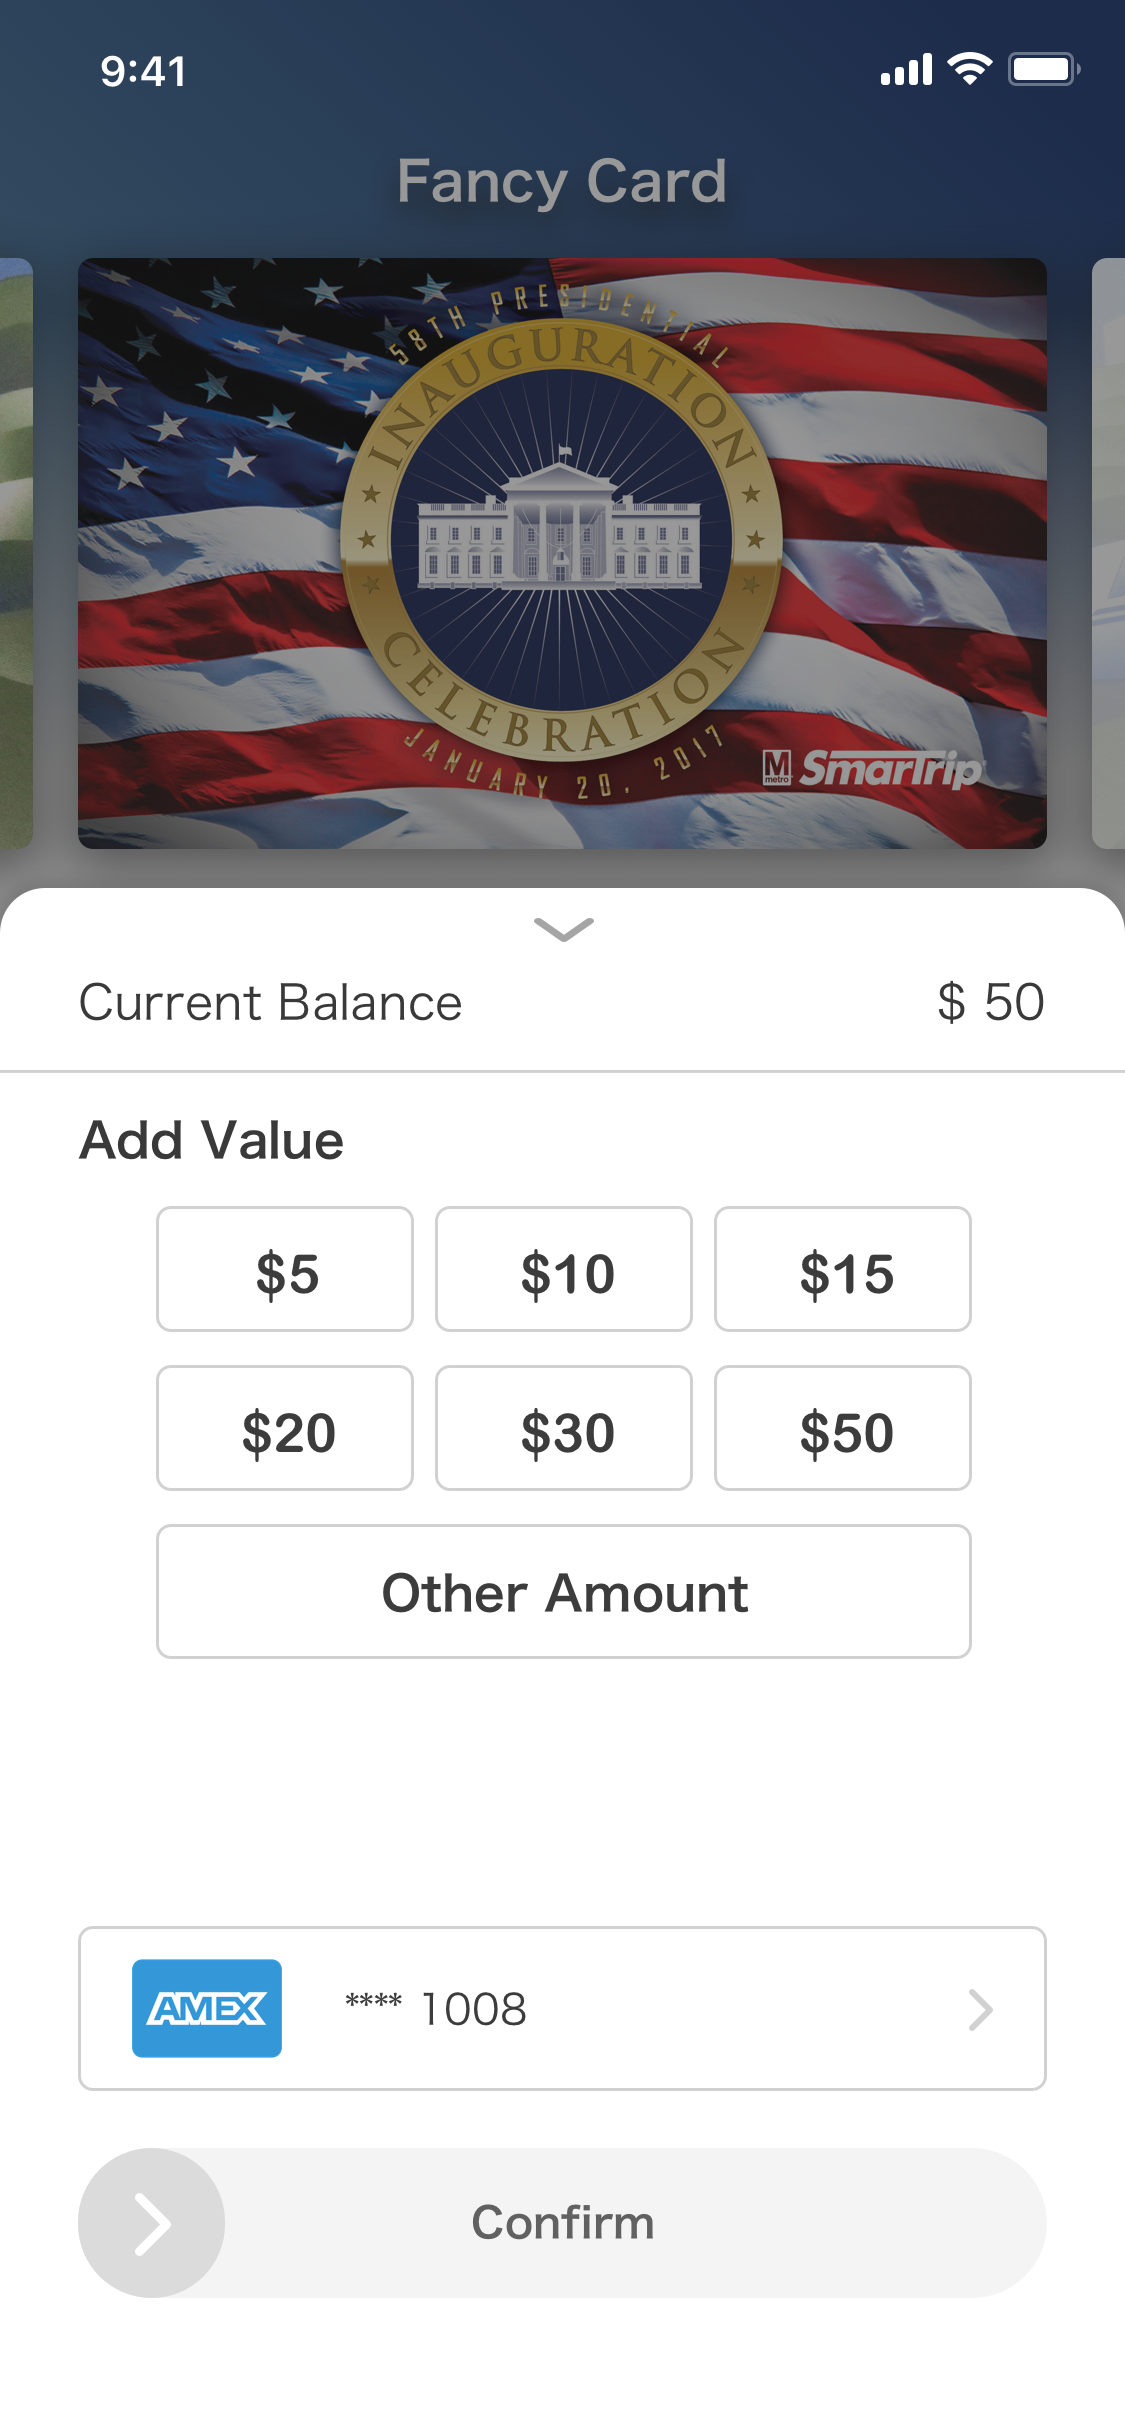 9:41
Fancy Card
58TH PRESIDENTIAL
INAUGURATION
CELEBRATION
JANUARY 20, 2017
M metro SmarTrip
Current Balance $ 50
Add Value
$5 $10 $15
$20 $30 $50
Other Amount
AMEX **** 1008
Confirm